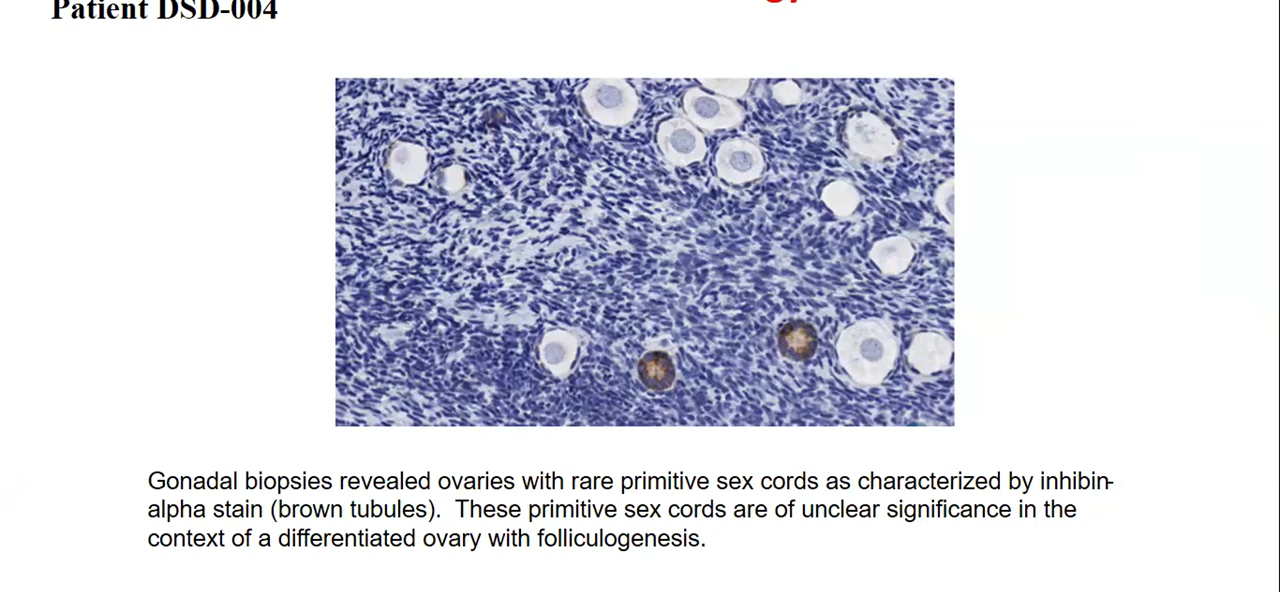 Patient DSD-004
Gonadal biopsies revealed ovaries with rare primitive sex cords as characterized by inhibin-
alpha stain (brown tubules).  These primitive sex cords are of unclear significance in the
context of a differentiated ovary with folliculogenesis.